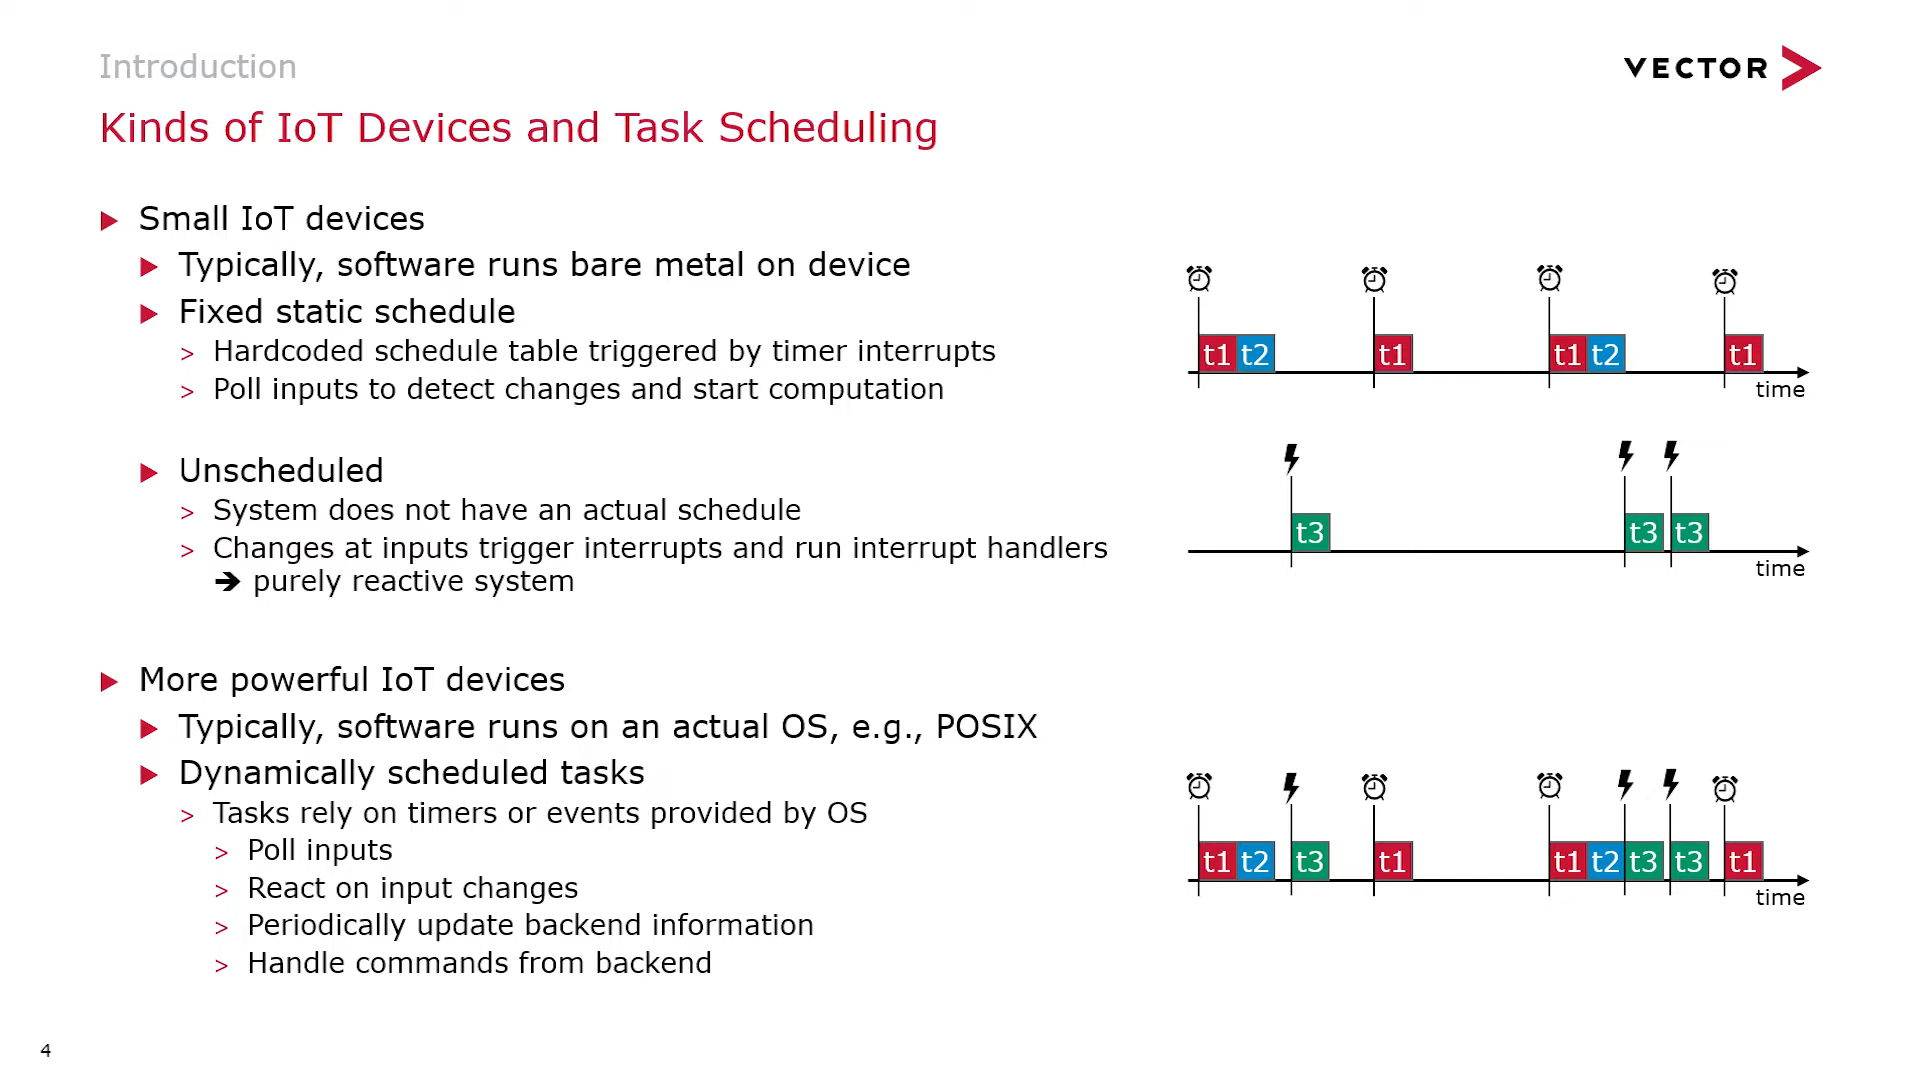 Introduction
VECTOR
Kinds of IoT Devices and Task Scheduling
Small IoT devices
Typically, software runs bare metal on device
Fixed static schedule
> Hardcoded schedule table triggered by timer interrupts
> Poll inputs to detect changes and start computation
t1 t2 t1 t1 t2 t1
time
Unscheduled
> System does not have an actual schedule
> Changes at inputs trigger interrupts and run interrupt handlers
➔ purely reactive system
t3 t3 t3
time
More powerful IoT devices
Typically, software runs on an actual OS, e.g., POSIX
Dynamically scheduled tasks
> Tasks rely on timers or events provided by OS
> Poll inputs
> React on input changes
> Periodically update backend information
> Handle commands from backend
t1 t2 t3 t1 t1 t2 t3 t3 t1
time
4